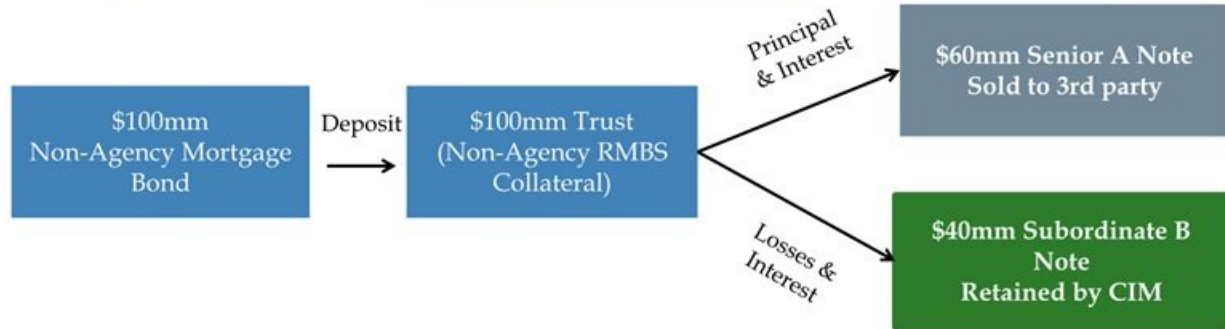 $100mm
Non-Agency Mortgage
Bond
Deposit
$100mm Trust
(Non-Agency RMBS
Collateral)
Principal
& Interest
$60mm Senior A Note
Sold to 3rd party
Losses &
Interest
$40mm Subordinate B
Note
Retained by CIM